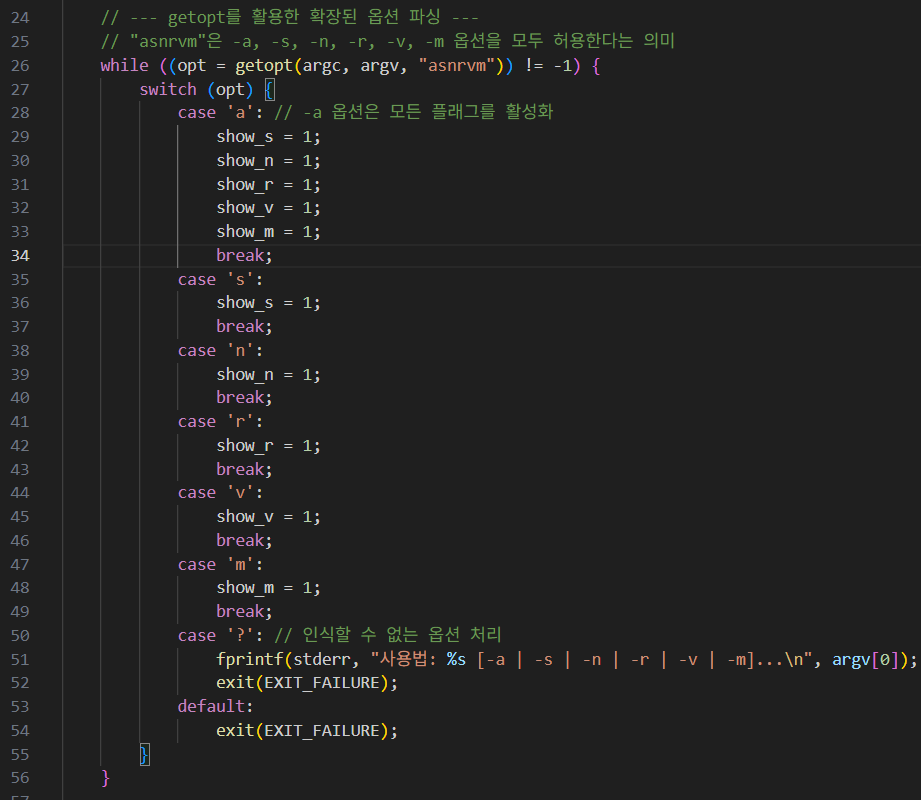 24 // --- getopt를 활용한 확장된 옵션 파싱 ---
25 // "asnrvm"은 -a, -s, -n, -r, -v, -m 옵션을 모두 허용한다는 의미
26 while ((opt = getopt(argc, argv, "asnrvm")) != -1) {
27 switch (opt) {
28 case 'a': // -a 옵션은 모든 플래그를 활성화
29 show_s = 1;
30 show_n = 1;
31 show_r = 1;
32 show_v = 1;
33 show_m = 1;
34 break;
35 case 's':
36 show_s = 1;
37 break;
38 case 'n':
39 show_n = 1;
40 break;
41 case 'r':
42 show_r = 1;
43 break;
44 case 'v':
45 show_v = 1;
46 break;
47 case 'm':
48 show_m = 1;
49 break;
50 case '?': // 인식할 수 없는 옵션 처리
51 fprintf(stderr, "사용법: %s [-a | -s | -n | -r | -v | -m]...\n", argv[0]);
52 exit(EXIT_FAILURE);
53 default:
54 exit(EXIT_FAILURE);
55 }
56 }